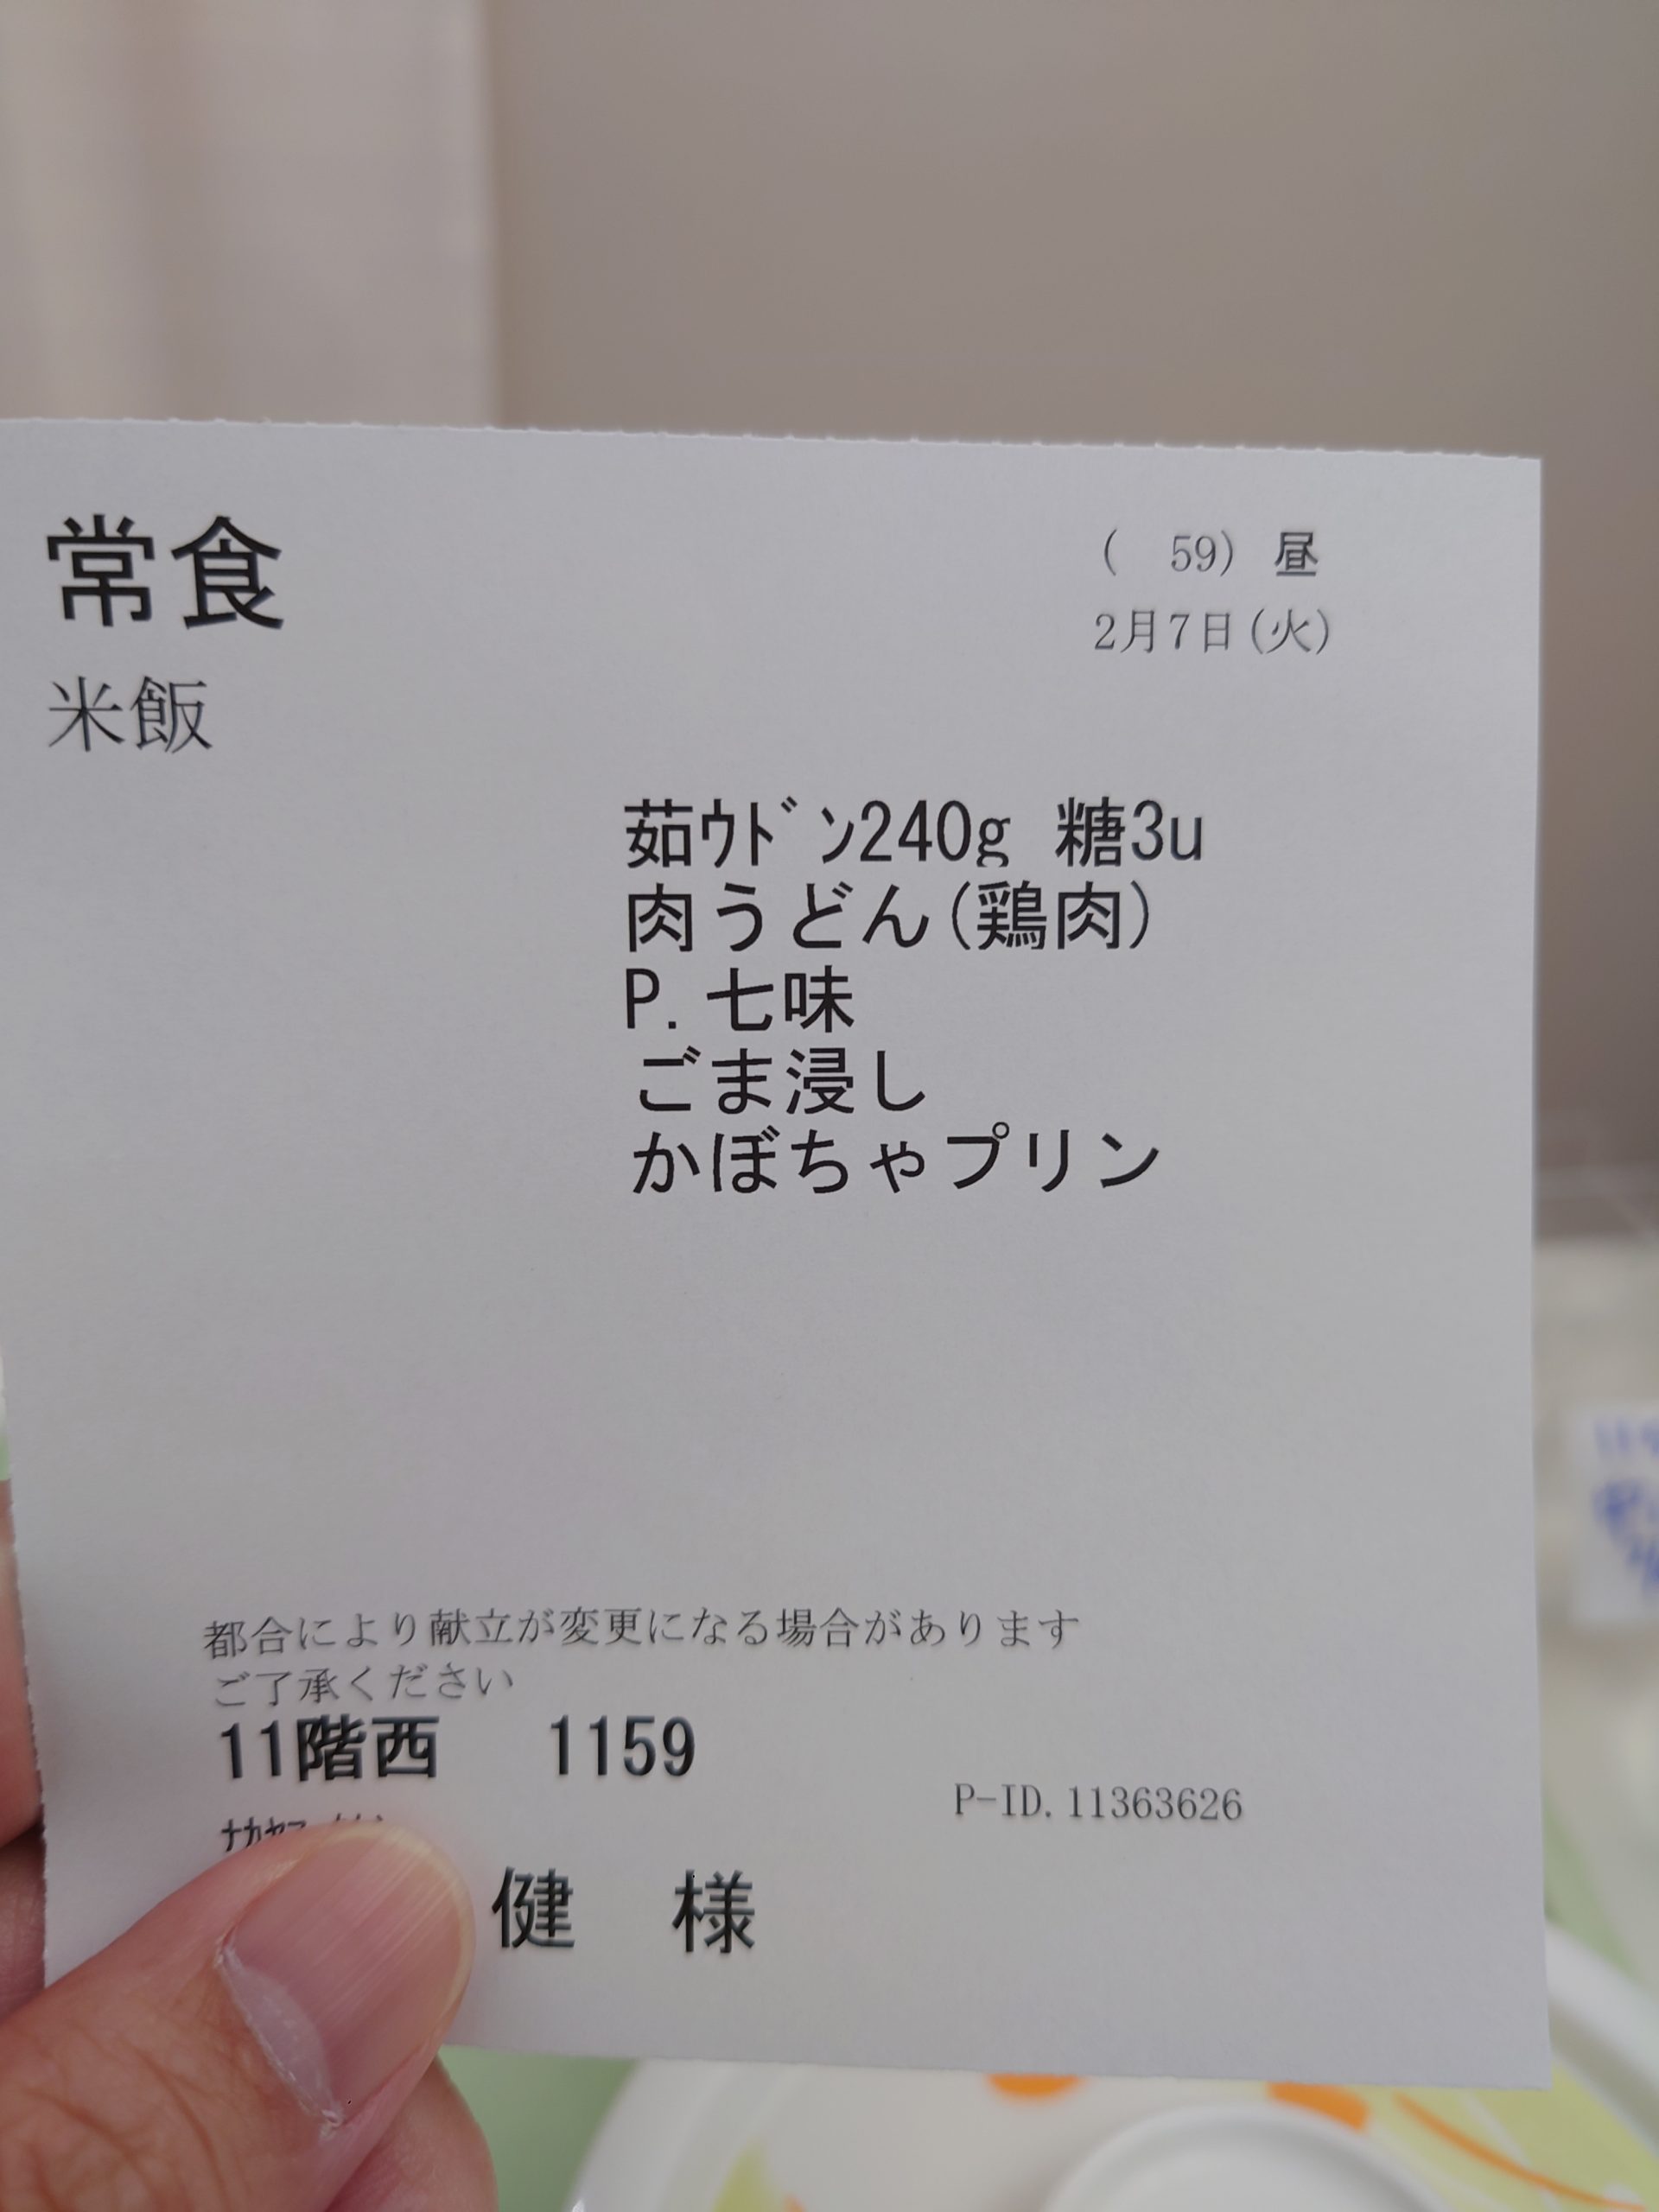 常食
(　59) 昼
2月7日(火)
米飯
茹ｳﾄﾞﾝ240g 糖3u
肉うどん(鶏肉)
P.七味
ごま浸し
かぼちゃプリン
都合により献立が変更になる場合があります
ご了承ください
11階西　1159
P-ID.11363626
健　様